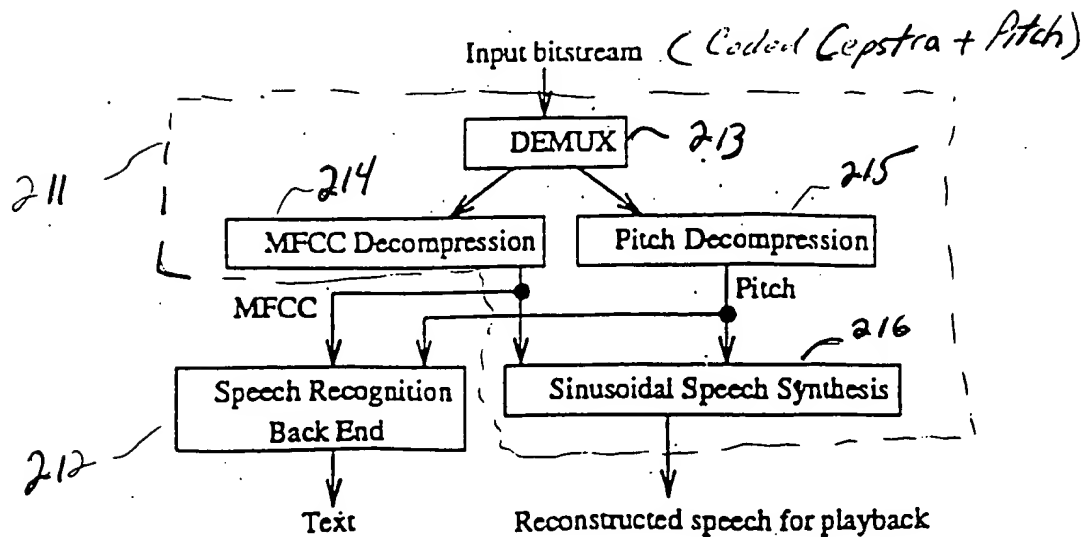 Input bitstream (Coded Cepstra + Pitch)
DEMUX 213
211
214
215
MFCC Decompression
Pitch Decompression
MFCC
Pitch
216
Speech Recognition
Back End
Sinusoidal Speech Synthesis
212
Text
Reconstructed speech for playback